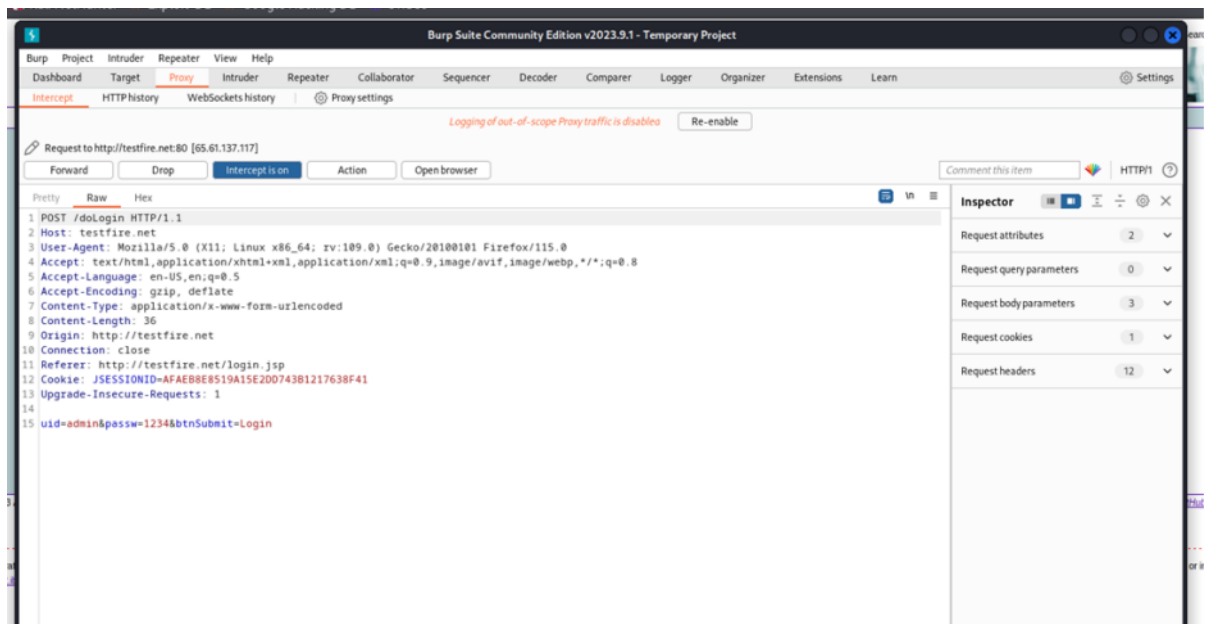 Burp Suite Community Edition v2023.9.1 - Temporary Project
Burp Project Intruder Repeater View Help
Dashboard Target Proxy Intruder Repeater Collaborator Sequencer Decoder Comparer Logger Organizer Extensions Learn Settings
Intercept HTTP history WebSockets history Proxy settings
Logging of out-of-scope Proxy traffic is disabled Re-enable
Request to http://testfire.net:80 [65.61.137.117]
Forward Drop Intercept is on Action Open browser Comment this item HTTP/1 ?
Pretty Raw Hex \n Inspector
1 POST /doLogin HTTP/1.1
2 Host: testfire.net
3 User-Agent: Mozilla/5.0 (X11; Linux x86_64; rv:109.0) Gecko/20100101 Firefox/115.0
4 Accept: text/html,application/xhtml+xml,application/xml;q=0.9,image/avif,image/webp,*/*;q=0.8
5 Accept-Language: en-US,en;q=0.5
6 Accept-Encoding: gzip, deflate
7 Content-Type: application/x-www-form-urlencoded
8 Content-Length: 36
9 Origin: http://testfire.net
10 Connection: close
11 Referer: http://testfire.net/login.jsp
12 Cookie: JSESSIONID=AFAEB8E8519A15E2DD743B1217638F41
13 Upgrade-Insecure-Requests: 1
14
15 uid=admin&passw=1234&btnSubmit=Login
Request attributes 2
Request query parameters 0
Request body parameters 3
Request cookies 1
Request headers 12